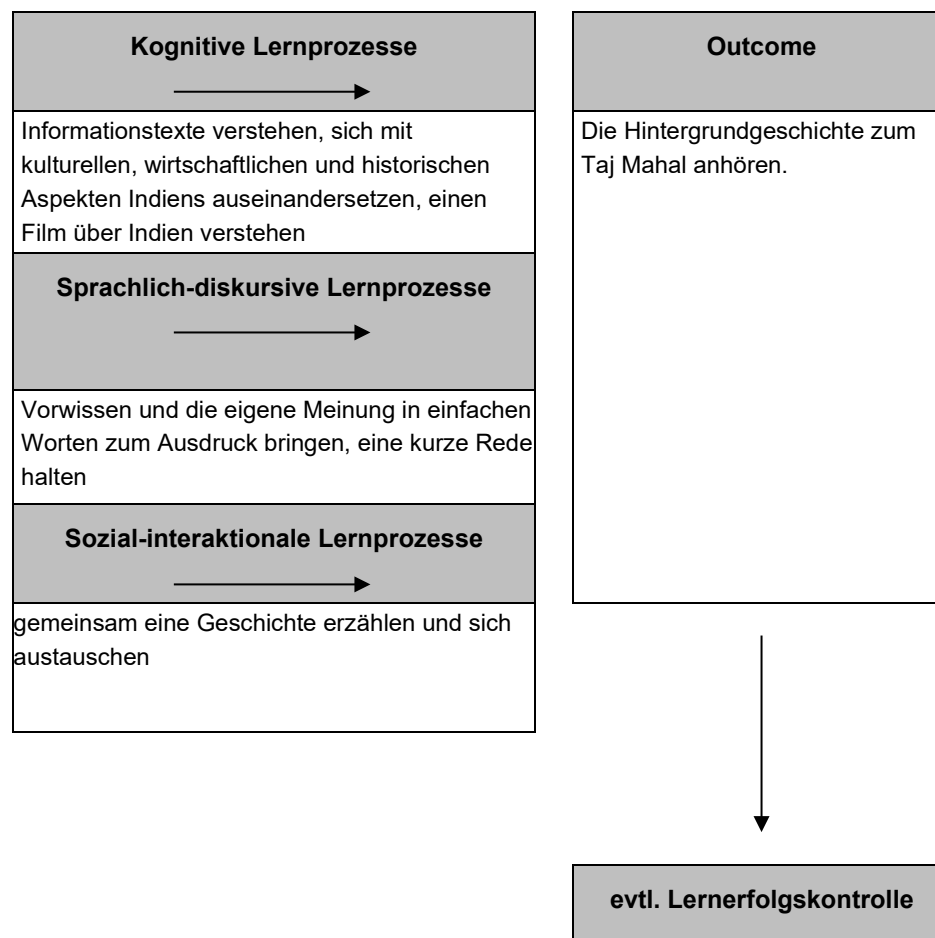 Kognitive Lernprozesse
Informationstexte verstehen, sich mit
kulturellen, wirtschaftlichen und historischen
Aspekten Indiens auseinandersetzen, einen
Film über Indien verstehen
Sprachlich-diskursive Lernprozesse
Vorwissen und die eigene Meinung in einfachen
Worten zum Ausdruck bringen, eine kurze Rede
halten
Sozial-interaktionale Lernprozesse
gemeinsam eine Geschichte erzählen und sich
austauschen
Outcome
Die Hintergrundgeschichte zum
Taj Mahal anhören.
evtl. Lernerfolgskontrolle